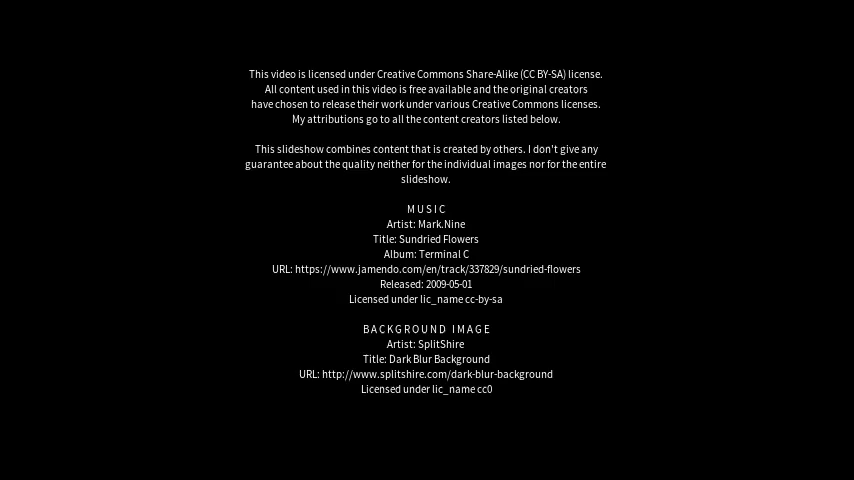 This video is licensed under Creative Commons Share-Alike (CC BY-SA) license.
All content used in this video is free available and the original creators
have chosen to release their work under various Creative Commons licenses.
My attributions go to all the content creators listed below.
This slideshow combines content that is created by others. I don't give any
guarantee about the quality neither for the individual images nor for the entire
slideshow.
MUSIC
Artist: Mark.Nine
Title: Sundried Flowers
Album: Terminal C
URL: https://www.jamendo.com/en/track/337829/sundried-flowers
Released: 2009-05-01
Licensed under lic_name cc-by-sa
BACKGROUND IMAGE
Artist: SplitShire
Title: Dark Blur Background
URL: http://www.splitshire.com/dark-blur-background
Licensed under lic_name cc0